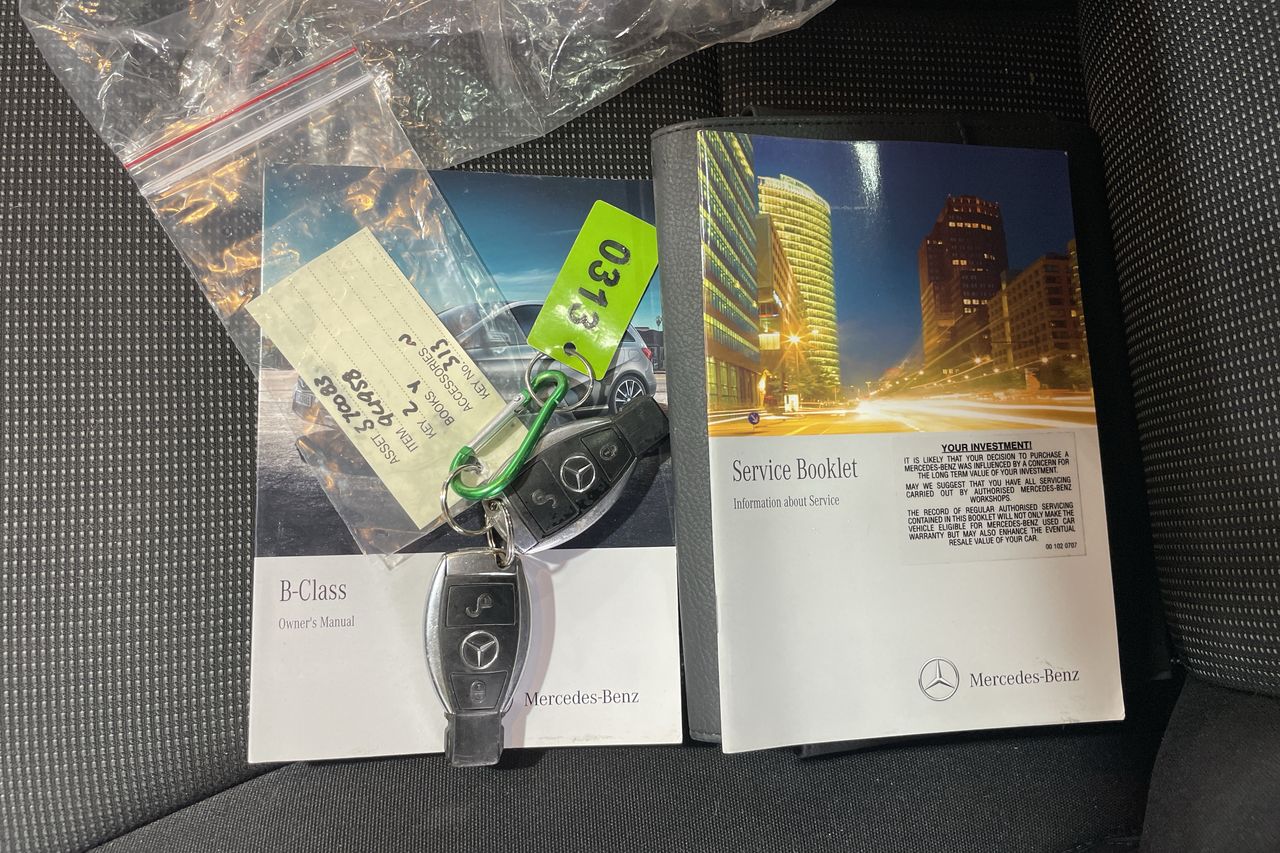 0313
ASSET 57008B
ITEM
KEY 2
BOOKS Y
ACCESSORIES N
KEY No. 313
B-Class
Owner's Manual
Mercedes-Benz
Service Booklet
Information about Service
YOUR INVESTMENT!
IT IS LIKELY THAT YOUR DECISION TO PURCHASE A
MERCEDES-BENZ WAS INFLUENCED BY A CONCERN FOR
THE LONG TERM VALUE OF YOUR INVESTMENT.
MAY WE SUGGEST THAT YOU HAVE ALL SERVICING
CARRIED OUT BY AUTHORISED MERCEDES-BENZ
WORKSHOPS.
THE RECORD OF REGULAR AUTHORISED SERVICING
CONTAINED IN THIS BOOKLET WILL NOT ONLY MAKE THE
VEHICLE ELIGIBLE FOR MERCEDES-BENZ USED CAR
WARRANTY BUT MAY ALSO ENHANCE THE EVENTUAL
RESALE VALUE OF YOUR CAR.
00 102 0707
Mercedes-Benz